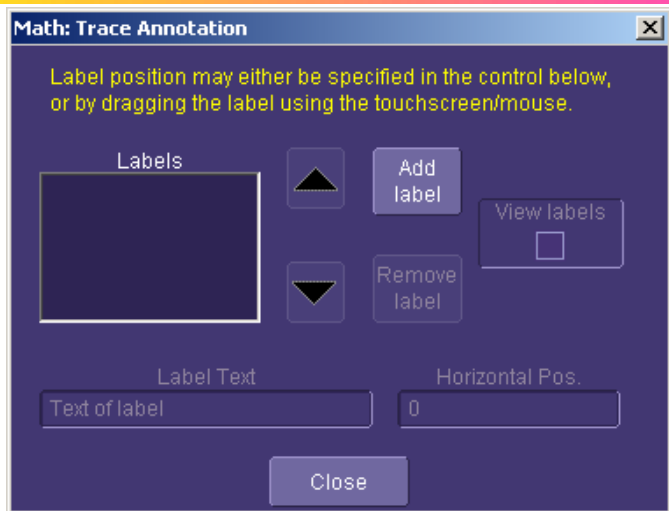 Math: Trace Annotation
Label position may either be specified in the control below,
or by dragging the label using the touchscreen/mouse.
Labels
Add
label
View labels
Remove
label
Label Text
Horizontal Pos.
Text of label
0
Close